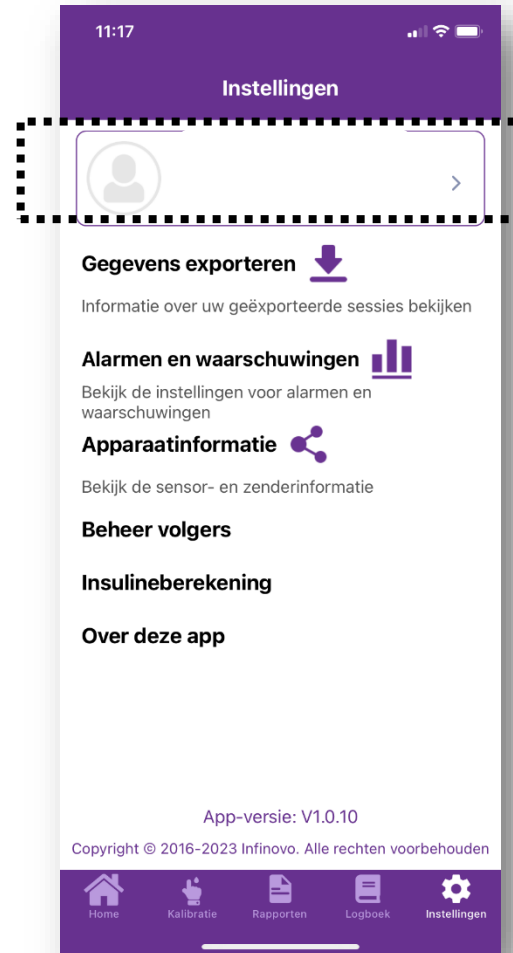 11:17
Instellingen
Gegevens exporteren
Informatie over uw geëxporteerde sessies bekijken
Alarmen en waarschuwingen
Bekijk de instellingen voor alarmen en
waarschuwingen
Apparaatinformatie
Bekijk de sensor- en zenderinformatie
Beheer volgers
Insulineberekening
Over deze app
App-versie: V1.0.10
Copyright © 2016-2023 Infinovo. Alle rechten voorbehouden
Home Kalibratie Rapporten Logboek Instellingen